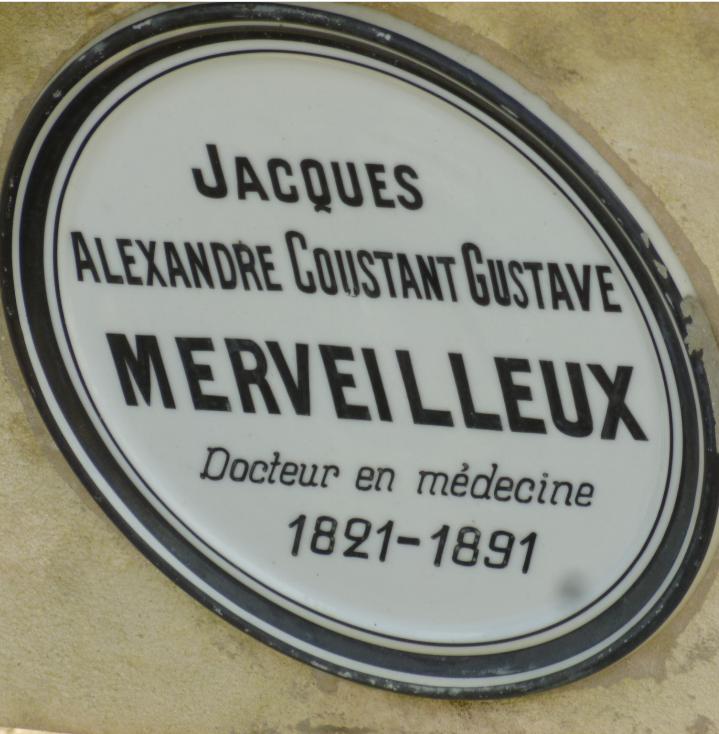 JACQUES
ALEXANDRE COUSTANT GUSTAVE
MERVEILLEUX
Docteur en médecine
1821-1891